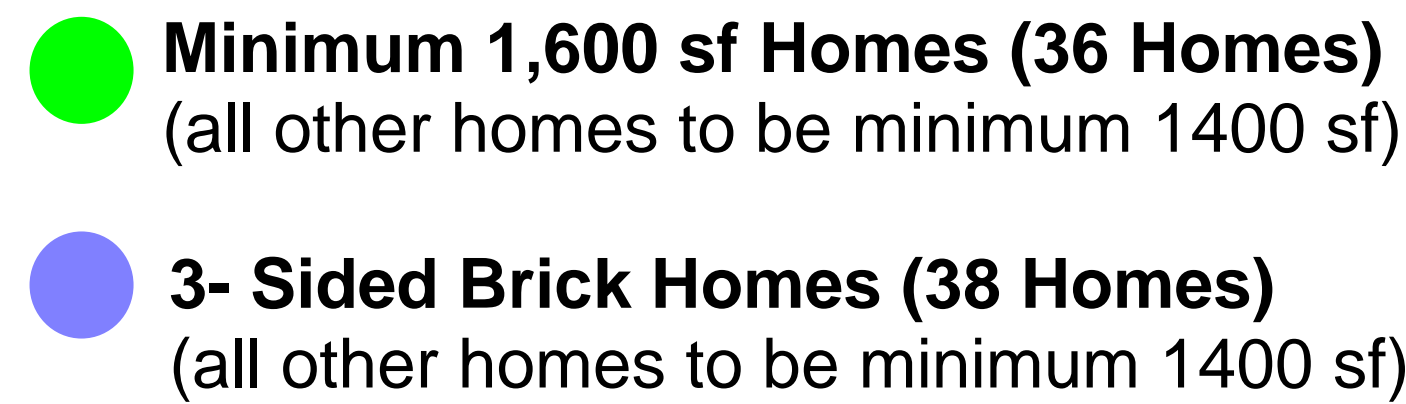 Minimum 1,600 sf Homes (36 Homes)
(all other homes to be minimum 1400 sf)
3- Sided Brick Homes (38 Homes)
(all other homes to be minimum 1400 sf)